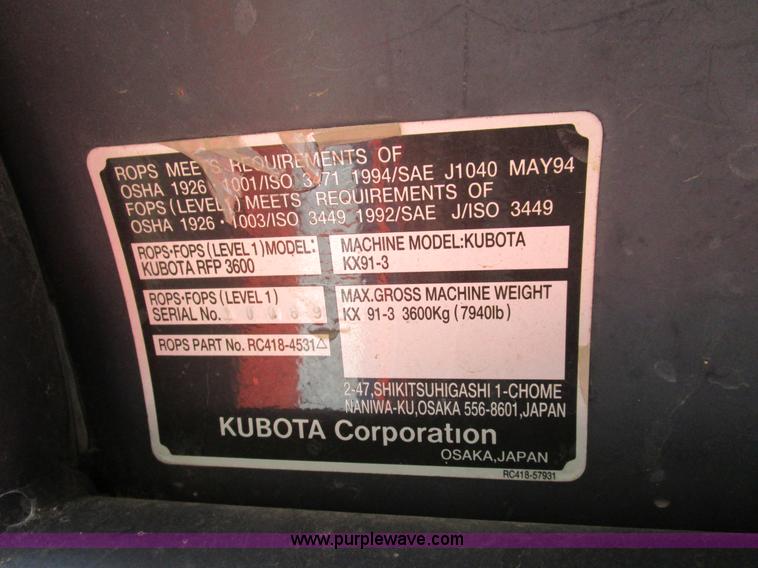 ROPS MEETS REQUIREMENTS OF
OSHA 1926 1001/ISO 3471 1994/SAE J1040 MAY94
FOPS (LEVEL 1) MEETS REQUIREMENTS OF
OSHA 1926・1003/ISO 3449 1992/SAE J/ISO 3449
ROPS・FOPS (LEVEL 1) MODEL:
KUBOTA RFP 3600
MACHINE MODEL:KUBOTA
KX91-3
ROPS・FOPS (LEVEL 1)
SERIAL No. 10089
ROPS PART No. RC418-4531△
MAX.GROSS MACHINE WEIGHT
KX 91-3 3600Kg (7940lb)
2-47,SHIKITSUHIGASHI 1-CHOME
NANIWA-KU,OSAKA 556-8601,JAPAN
KUBOTA Corporation
OSAKA,JAPAN
RC418-57931
www.purplewave.com